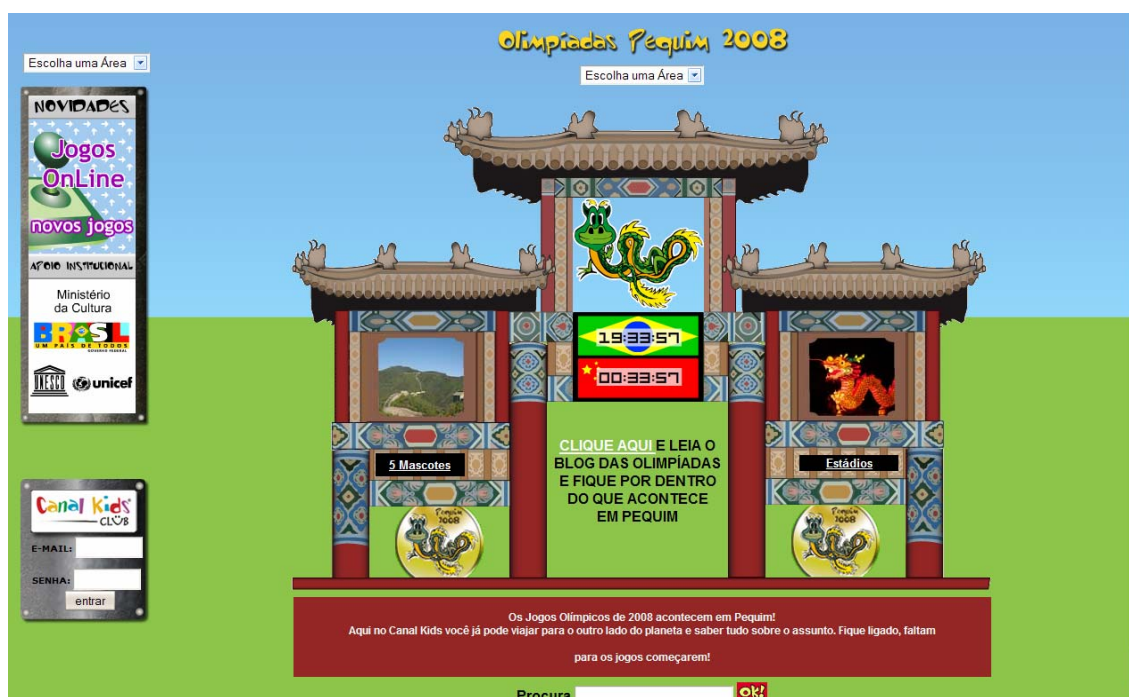 Olimpíadas Pequim 2008
Escolha uma Área
Escolha uma Área
NOVIDADES
Jogos
OnLine
novos jogos
APOIO INSTITUCIONAL
Ministério
da Cultura
BRASIL
UM PAÍS DE TODOS
GOVERNO FEDERAL
UNESCO
unicef
19:33:57
00:33:57
CLIQUE AQUI E LEIA O
BLOG DAS OLIMPÍADAS
E FIQUE POR DENTRO
DO QUE ACONTECE
EM PEQUIM
5 Mascotes
Estádios
Pequim
2008
Pequim
2008
Canal Kids
CLUB
E-MAIL:
SENHA:
entrar
Os Jogos Olímpicos de 2008 acontecem em Pequim!
Aqui no Canal Kids você já pode viajar para o outro lado do planeta e saber tudo sobre o assunto. Fique ligado, faltam
para os jogos começarem!
Procura
ok!